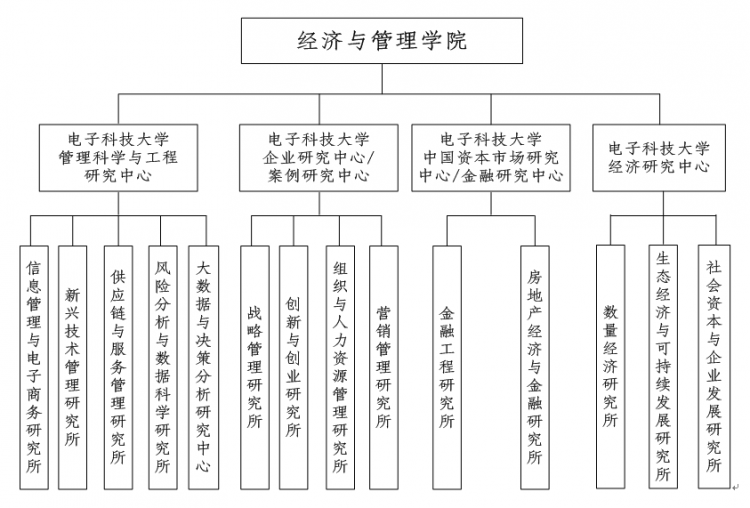 经济与管理学院
电子科技大学
管理科学与工程
研究中心
电子科技大学
企业研究中心/
案例研究中心
电子科技大学
中国资本市场研究
中心/金融研究中心
电子科技大学
经济研究中心
信息管理与电子商务研究所
新兴技术管理研究所
供应链与服务管理研究所
风险分析与数据科学研究所
大数据与决策分析研究中心
战略管理研究所
创新与创业研究所
组织与人力资源管理研究所
营销管理研究所
金融工程研究所
房地产经济与金融研究所
数量经济研究所
生态经济与可持续发展研究所
社会资本与企业发展研究所